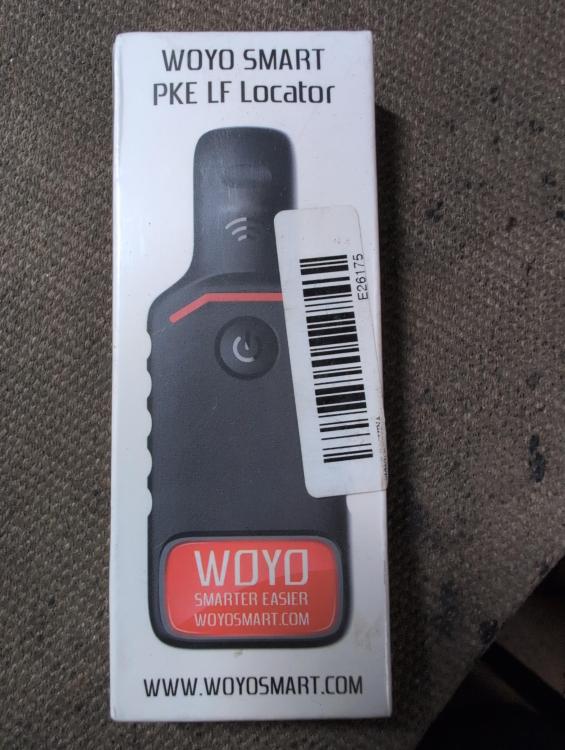 WOYO SMART
PKE LF Locator
E26175
WOYO
SMARTER EASIER
WOYOSMART.COM
WWW.WOYOSMART.COM